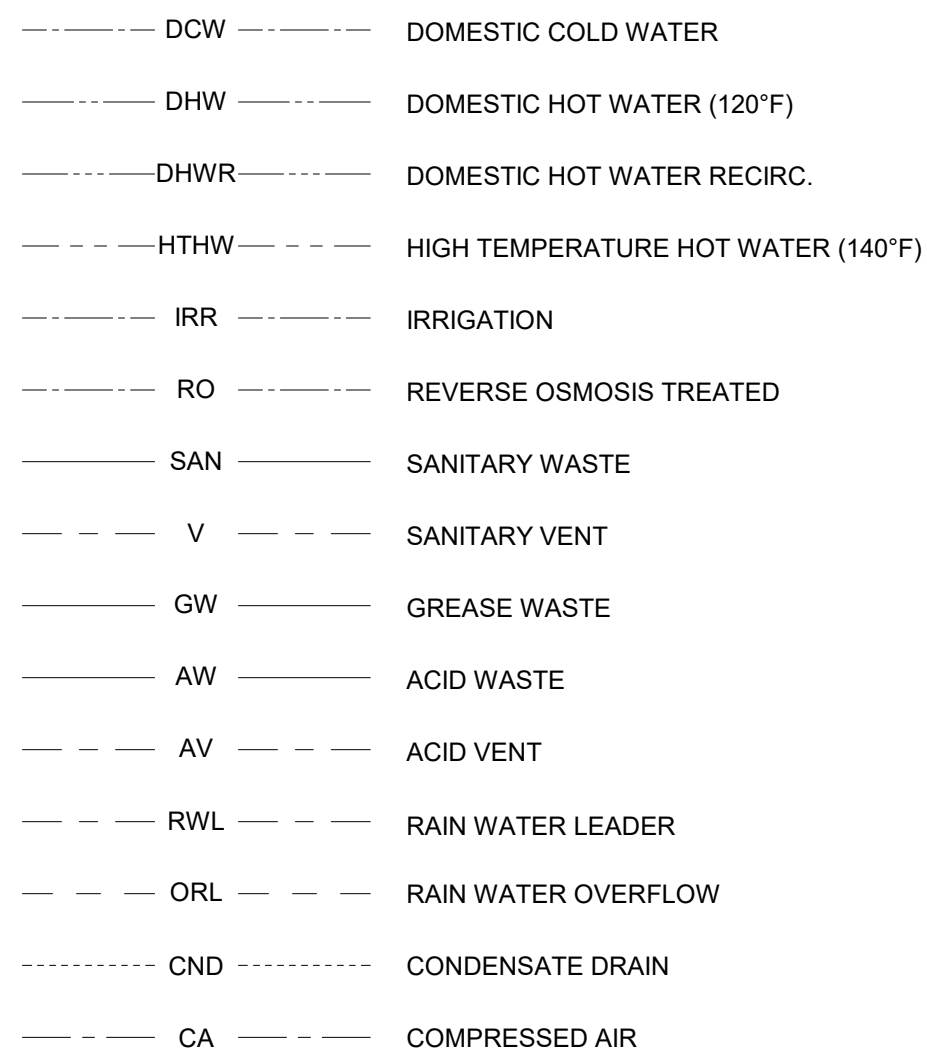 DCW DOMESTIC COLD WATER
DHW DOMESTIC HOT WATER (120°F)
DHWR DOMESTIC HOT WATER RECIRC.
HTHW HIGH TEMPERATURE HOT WATER (140°F)
IRR IRRIGATION
RO REVERSE OSMOSIS TREATED
SAN SANITARY WASTE
V SANITARY VENT
GW GREASE WASTE
AW ACID WASTE
AV ACID VENT
RWL RAIN WATER LEADER
ORL RAIN WATER OVERFLOW
CND CONDENSATE DRAIN
CA COMPRESSED AIR